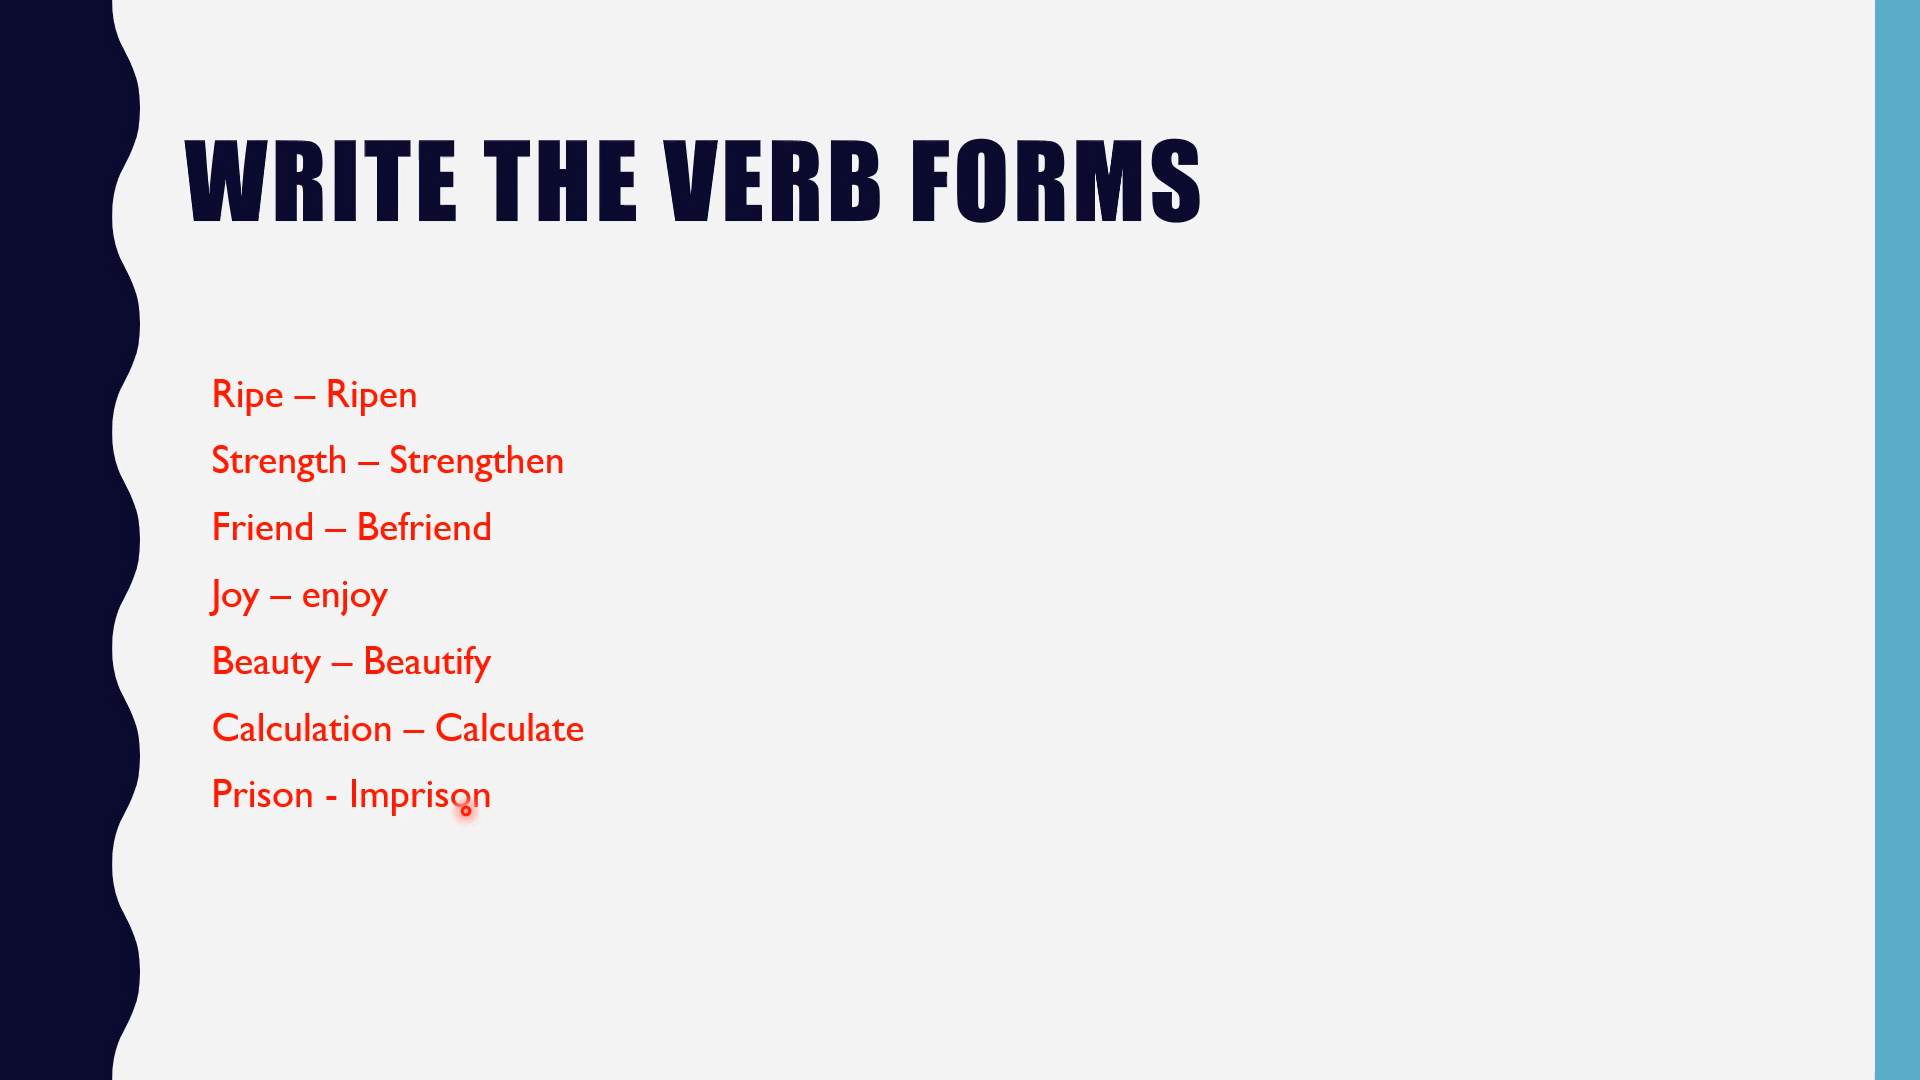 WRITE THE VERB FORMS
Ripe – Ripen
Strength – Strengthen
Friend – Befriend
Joy – enjoy
Beauty – Beautify
Calculation – Calculate
Prison - Imprison